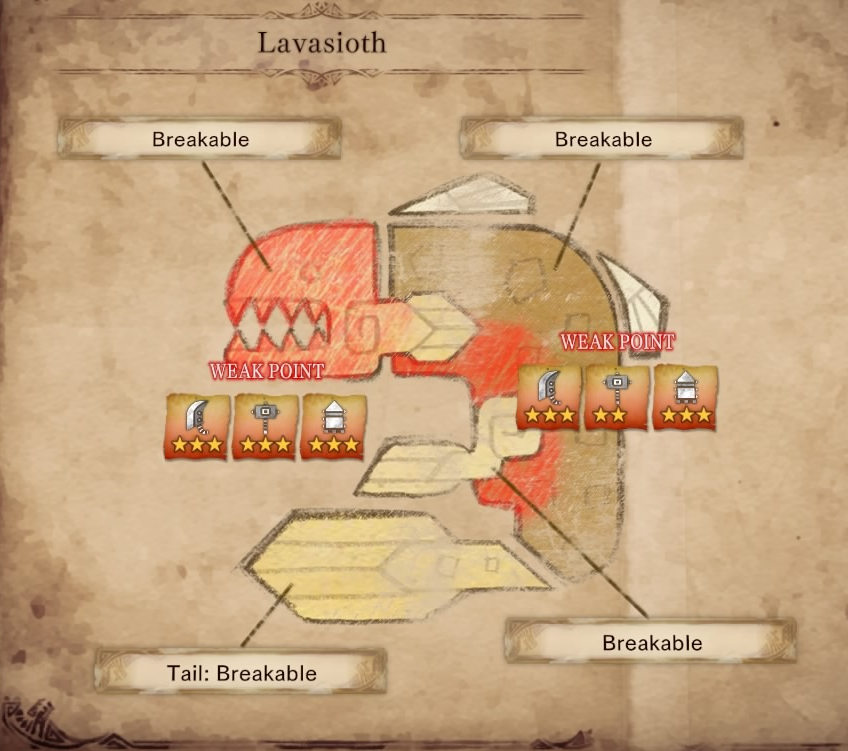 Lavasioth
Breakable
Breakable
WEAK POINT
WEAK POINT
Breakable
Tail: Breakable